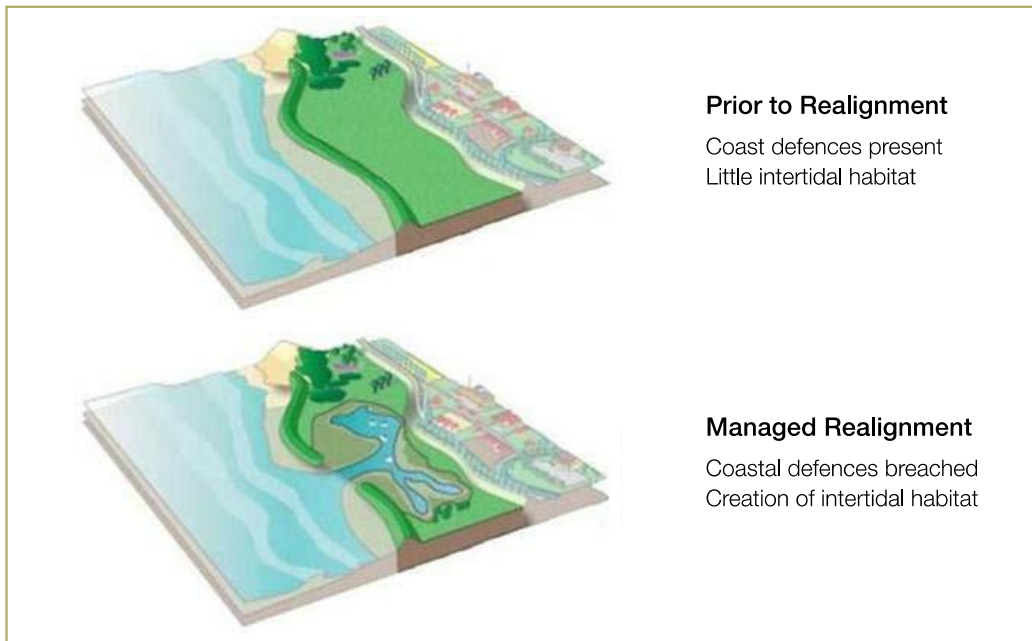 Prior to Realignment
Coast defences present
Little intertidal habitat
Managed Realignment
Coastal defences breached
Creation of intertidal habitat